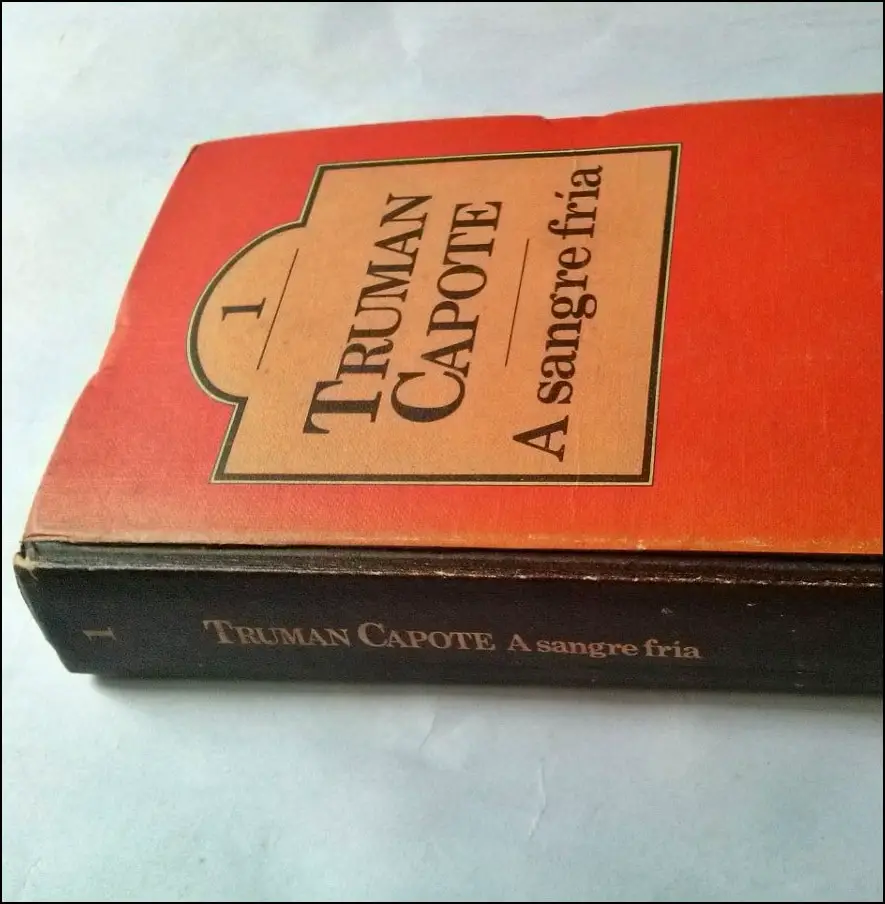 1
TRUMAN
CAPOTE
A sangre fría
1
TRUMAN CAPOTE A sangre fría